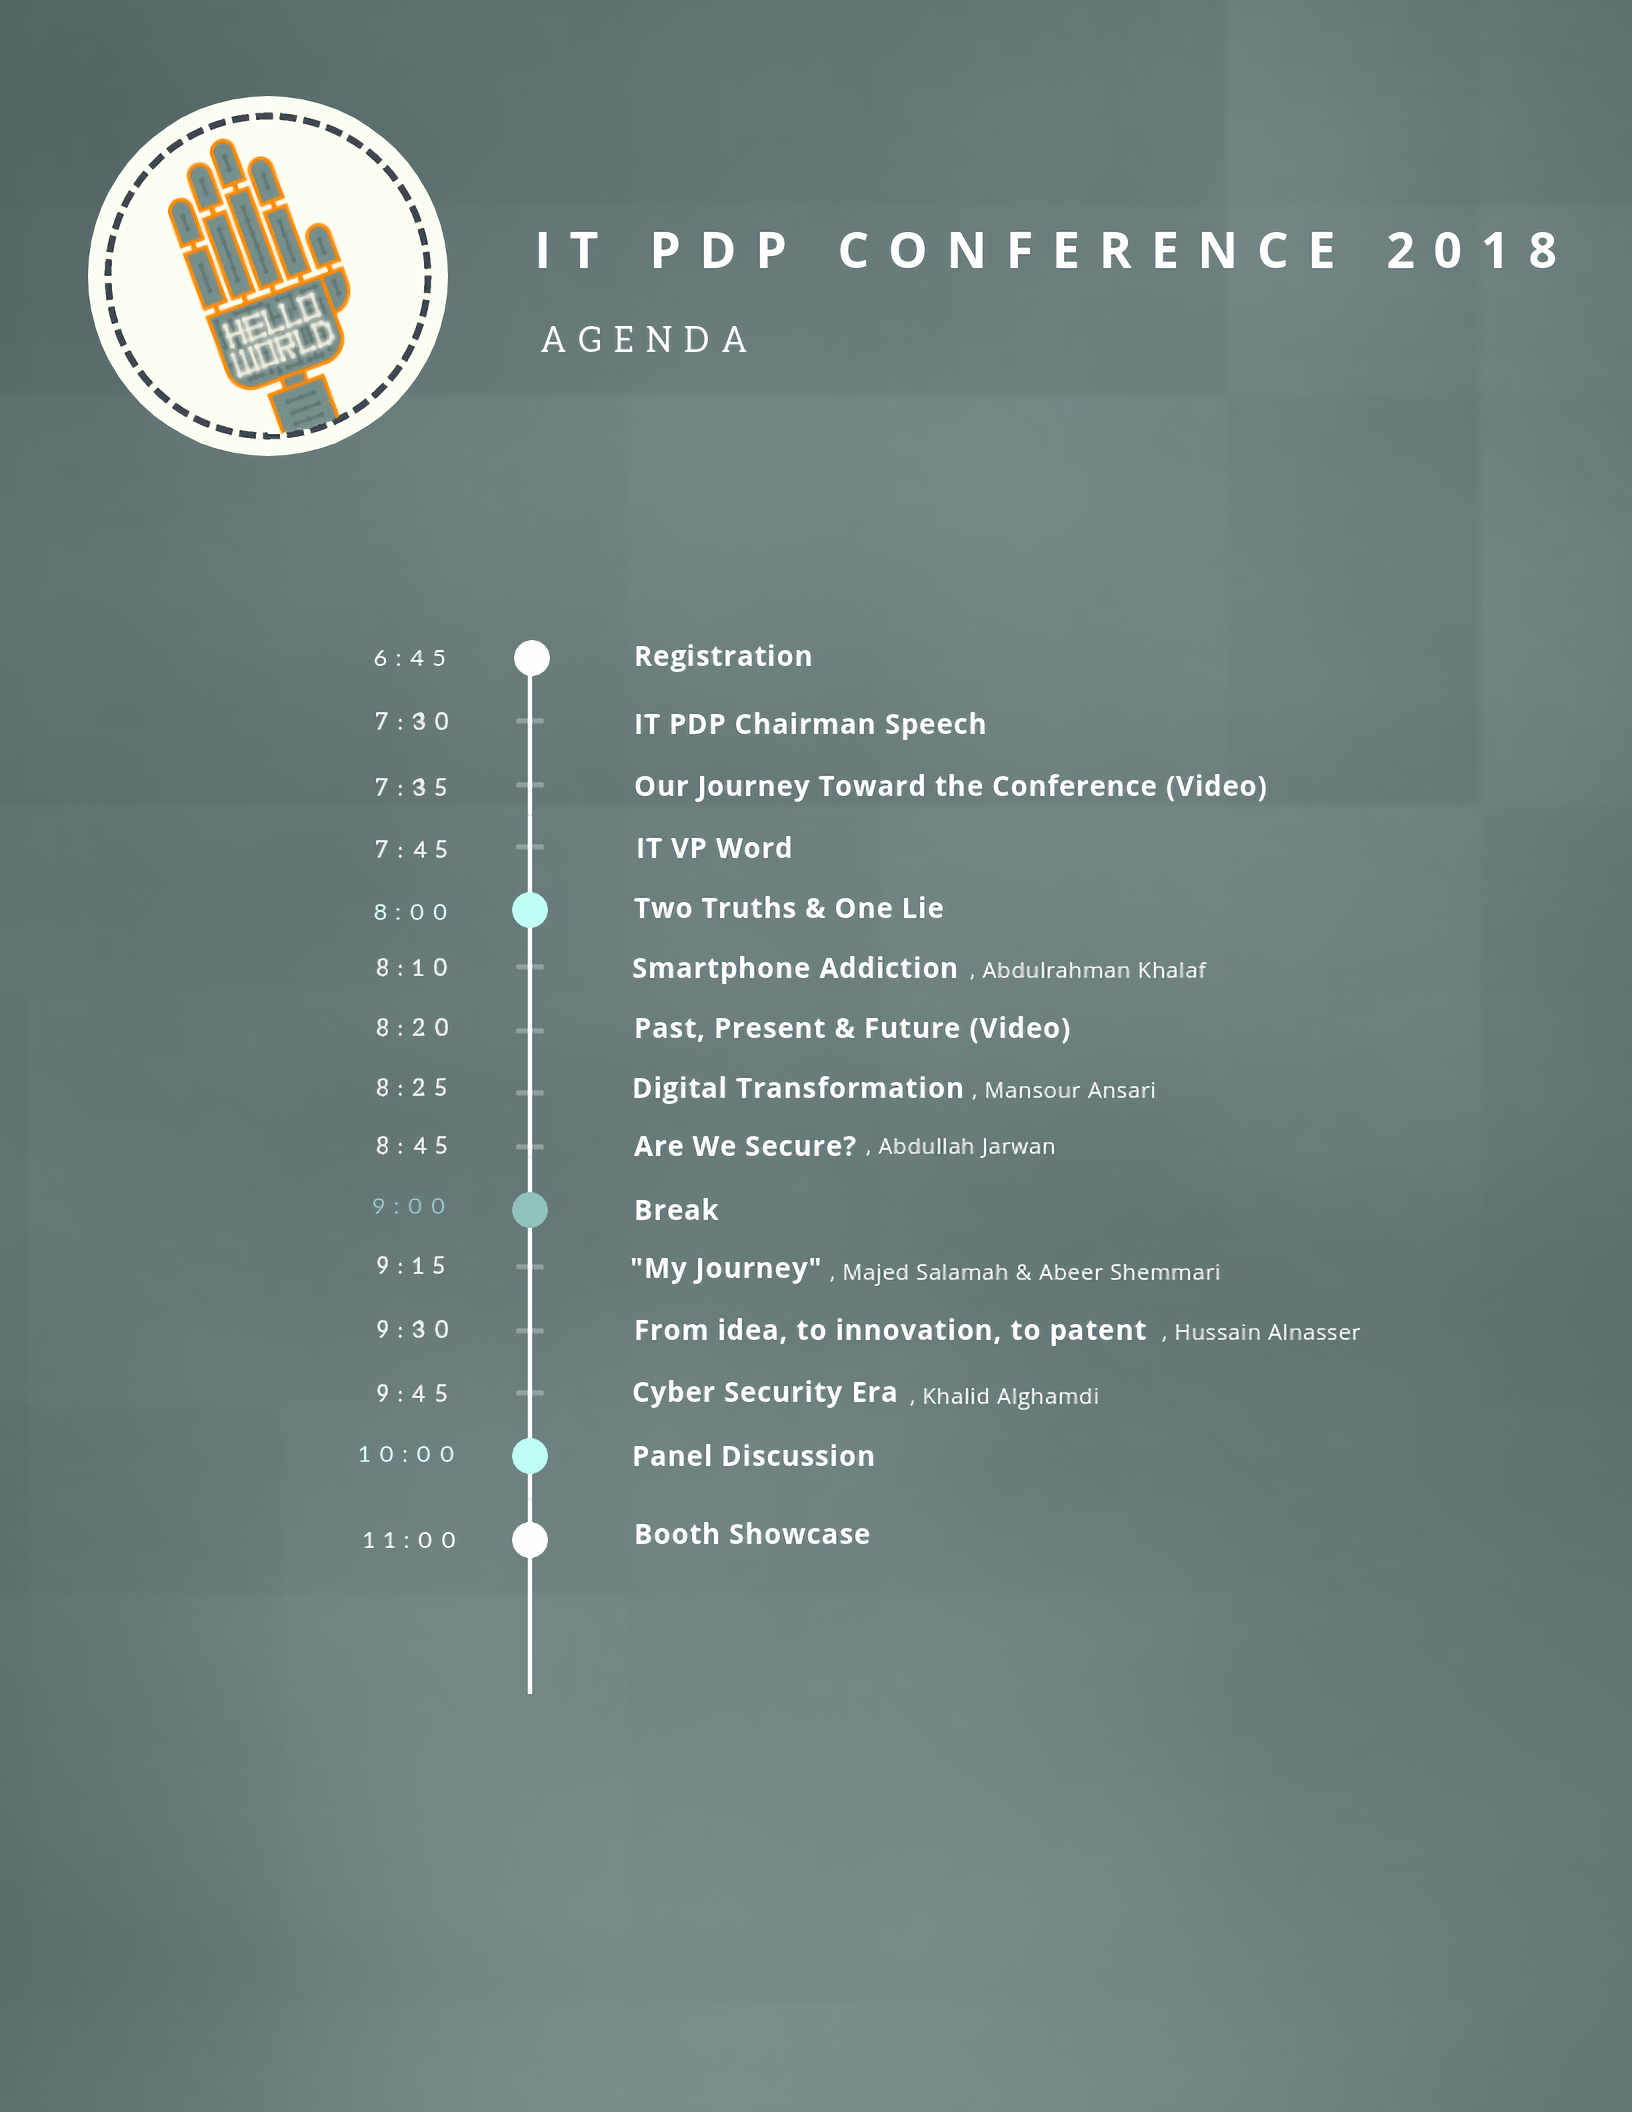 HELLO
WORLD
IT PDP CONFERENCE 2018
AGENDA
6:45 Registration
7:30 IT PDP Chairman Speech
7:35 Our Journey Toward the Conference (Video)
7:45 IT VP Word
8:00 Two Truths & One Lie
8:10 Smartphone Addiction , Abdulrahman Khalaf
8:20 Past, Present & Future (Video)
8:25 Digital Transformation , Mansour Ansari
8:45 Are We Secure? , Abdullah Jarwan
9:00 Break
9:15 "My Journey" , Majed Salamah & Abeer Shemmari
9:30 From idea, to innovation, to patent , Hussain Alnasser
9:45 Cyber Security Era , Khalid Alghamdi
10:00 Panel Discussion
11:00 Booth Showcase